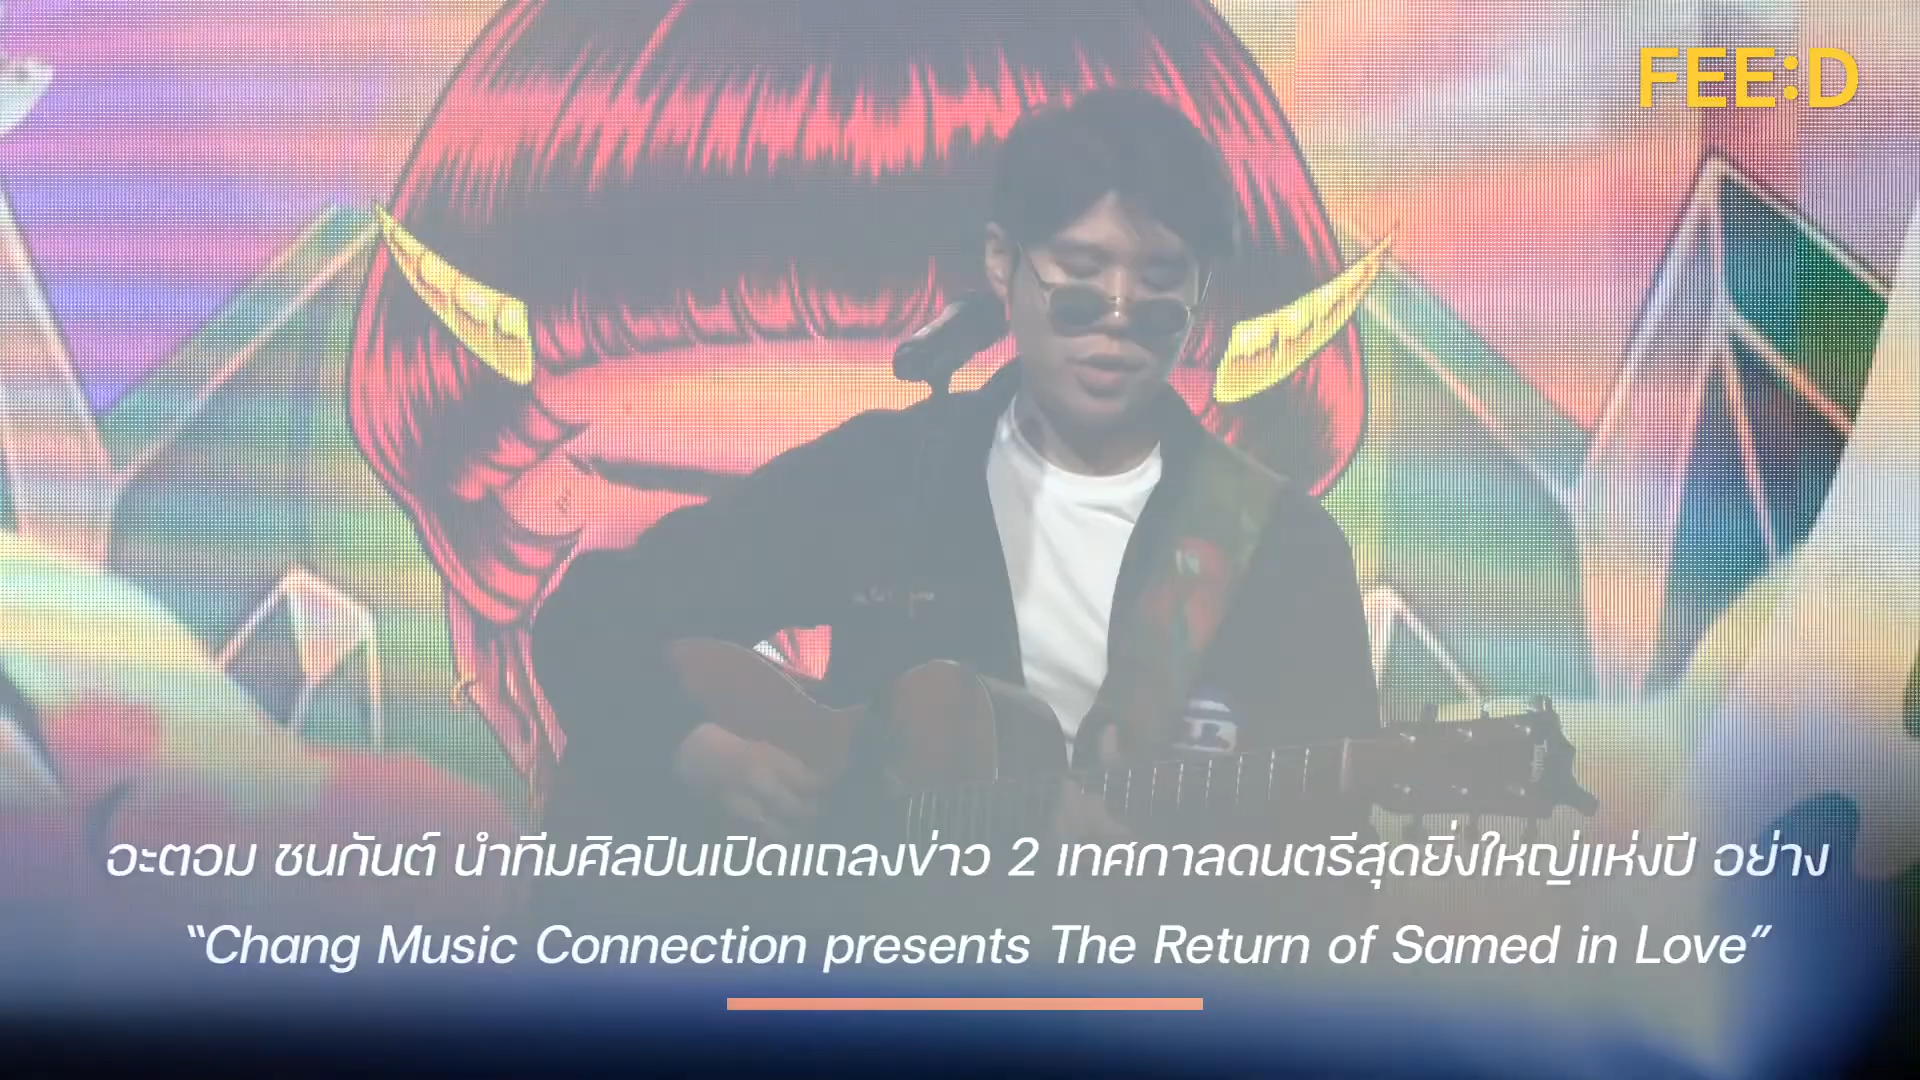 FEE:D
อะตอม ชนกันต์ นำทีมศิลปินเปิดแถลงข่าว 2 เทศกาลดนตรีสุดยิ่งใหญ่แห่งปี อย่าง
“Chang Music Connection presents The Return of Samed in Love”